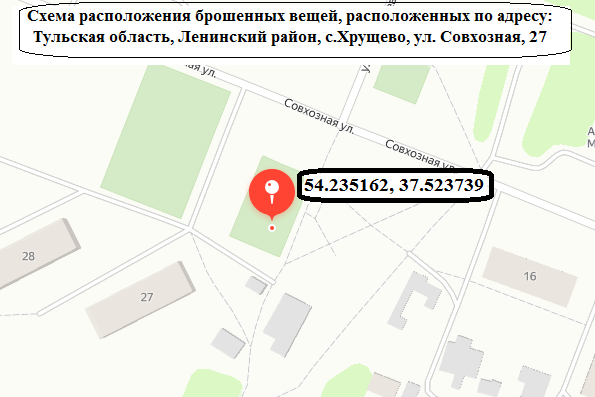 Схема расположения брошенных вещей, расположенных по адресу:
Тульская область, Ленинский район, с.Хрущево, ул. Совхозная, 27
ул.
Совхозная ул.
Совхозная ул.
54.235162, 37.523739
28
27
16